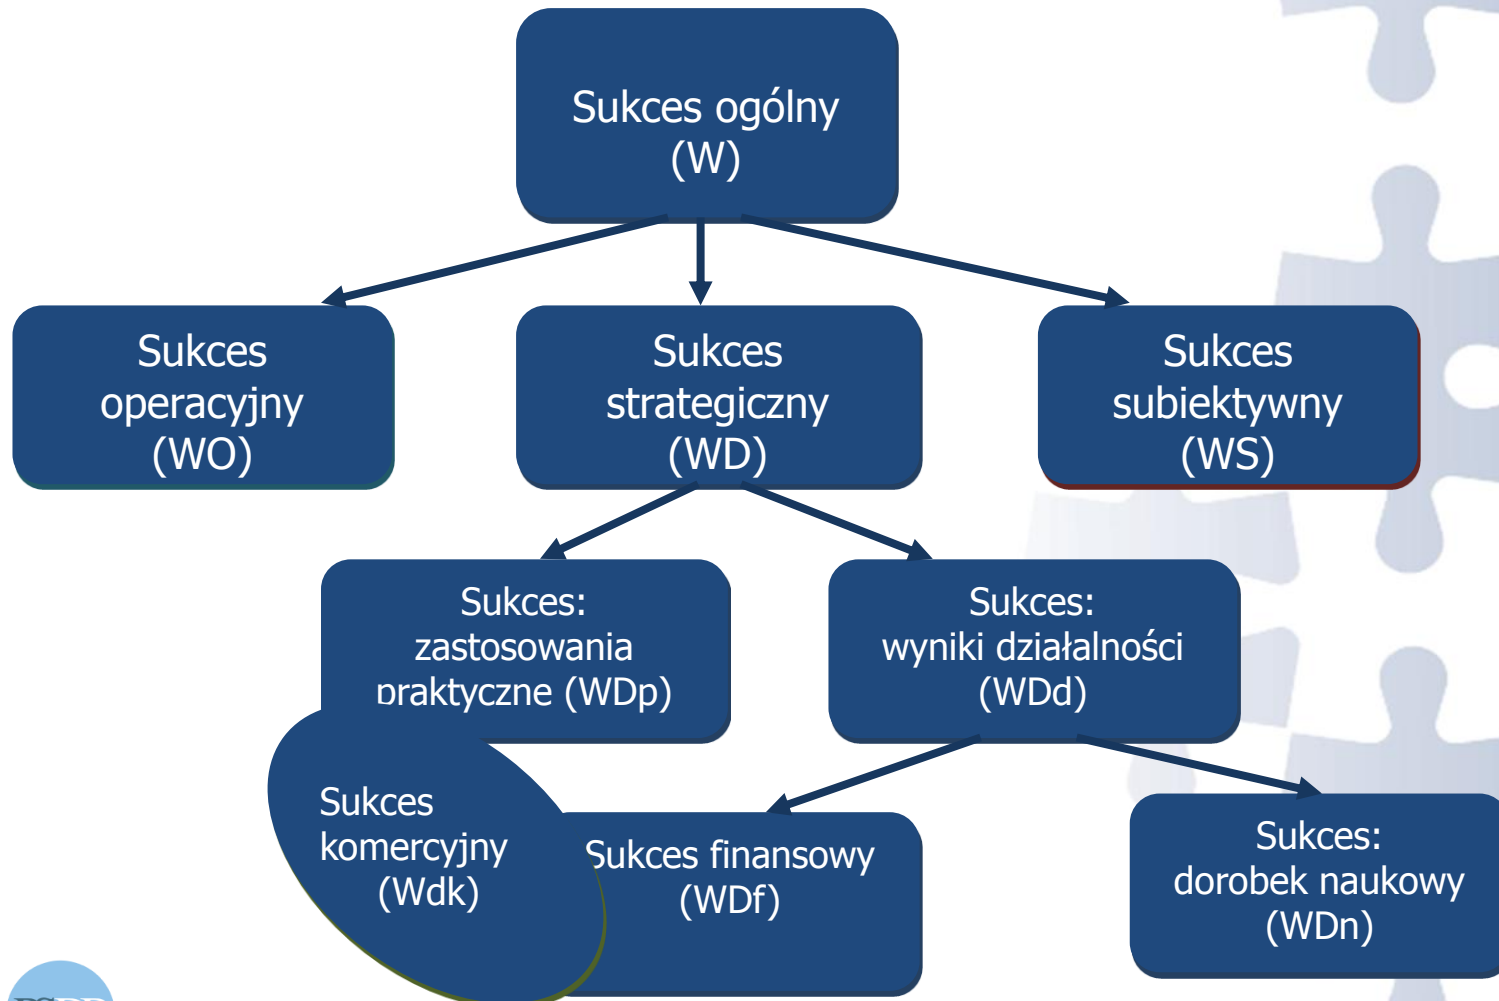 Sukces ogólny
(W)
Sukces
operacyjny
(WO)
Sukces
strategiczny
(WD)
Sukces
subiektywny
(WS)
Sukces:
zastosowania
praktyczne (WDp)
Sukces:
wyniki działalności
(WDd)
Sukces
komercyjny
(Wdk)
Sukces finansowy
(WDf)
Sukces:
dorobek naukowy
(WDn)